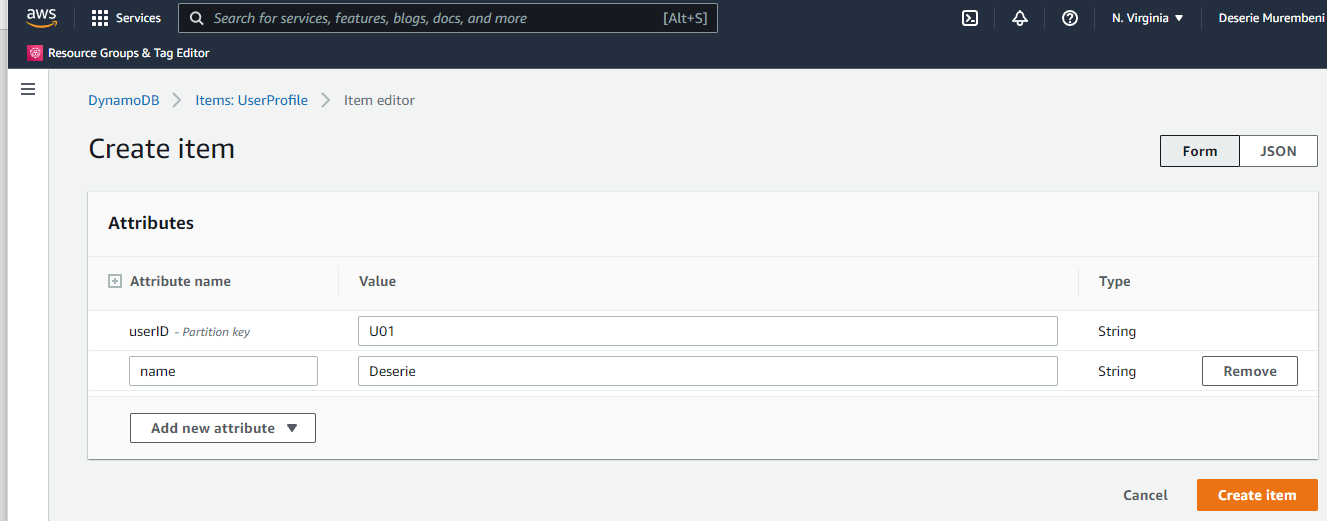 aws Services Search for services, features, blogs, docs, and more [Alt+S] N. Virginia Deserie Murembeni
Resource Groups & Tag Editor
DynamoDB Items: UserProfile Item editor
Create item
Form JSON
Attributes
Attribute name Value Type
userID - Partition key U01 String
name Deserie String Remove
Add new attribute
Cancel Create item